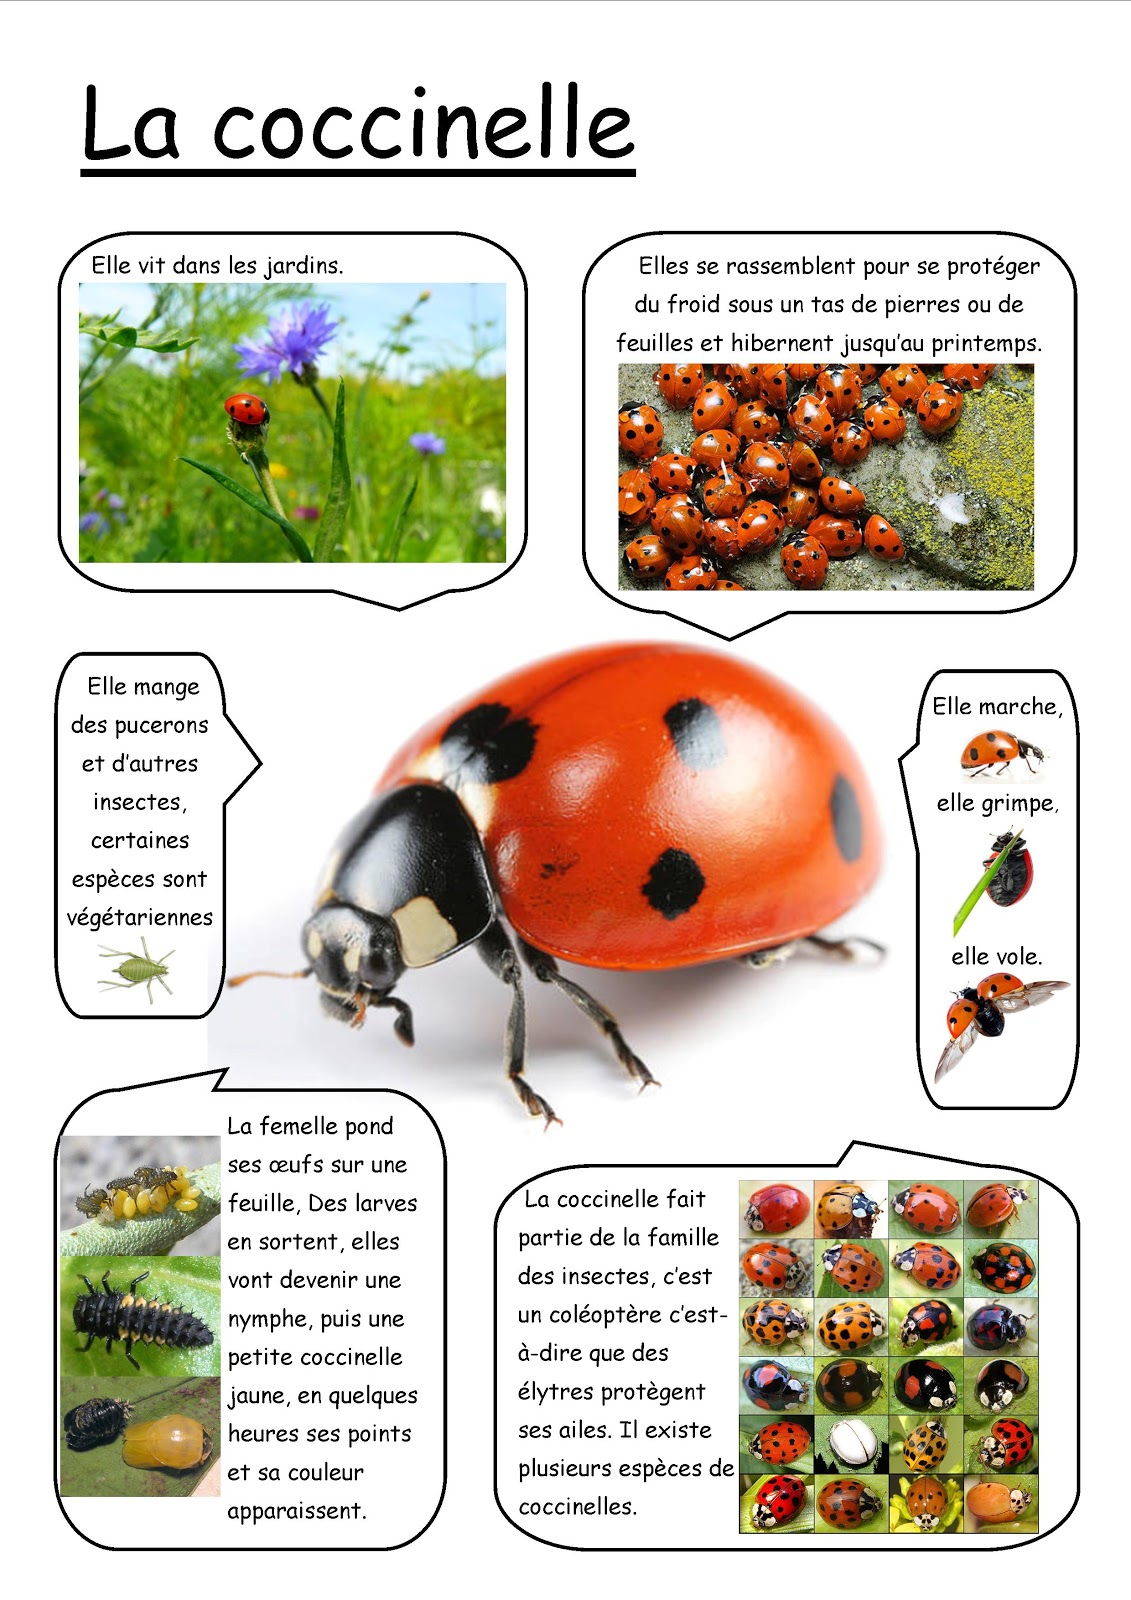 La coccinelle
Elle vit dans les jardins.
Elles se rassemblent pour se protéger
du froid sous un tas de pierres ou de
feuilles et hibernent jusqu'au printemps.
Elle mange
des pucerons
et d'autres
insectes,
certaines
espèces sont
végétariennes
Elle marche,
elle grimpe,
elle vole.
La femelle pond
ses œufs sur une
feuille, Des larves
en sortent, elles
vont devenir une
nymphe, puis une
petite coccinelle
jaune, en quelques
heures ses points
et sa couleur
apparaissent.
La coccinelle fait
partie de la famille
des insectes, c'est
un coléoptère c'est-
à-dire que des
élytres protègent
ses ailes. Il existe
plusieurs espèces de
coccinelles.